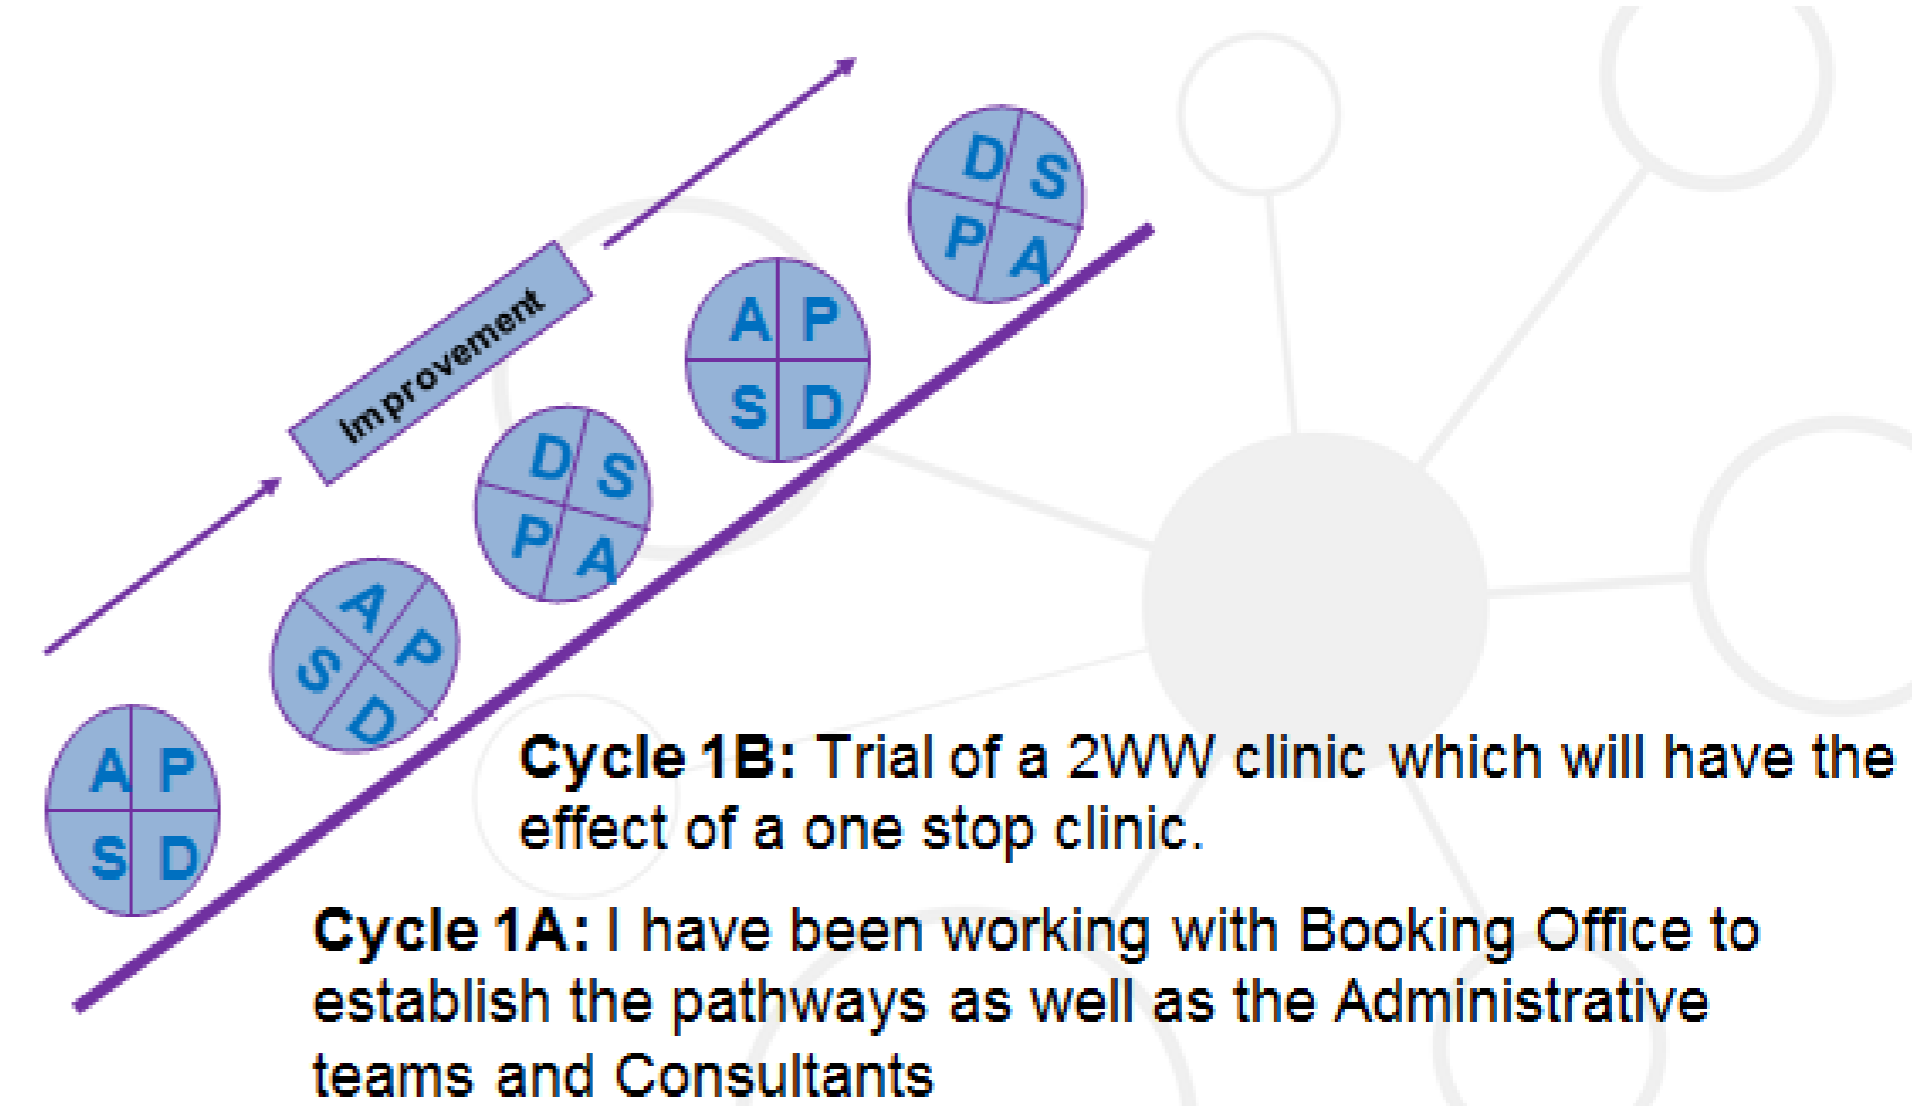 Improvement
D S
P A
A P
S D
D S
P A
A P
S D
A P
S D
Cycle 1B: Trial of a 2WW clinic which will have the
effect of a one stop clinic.
Cycle 1A: I have been working with Booking Office to
establish the pathways as well as the Administrative
teams and Consultants